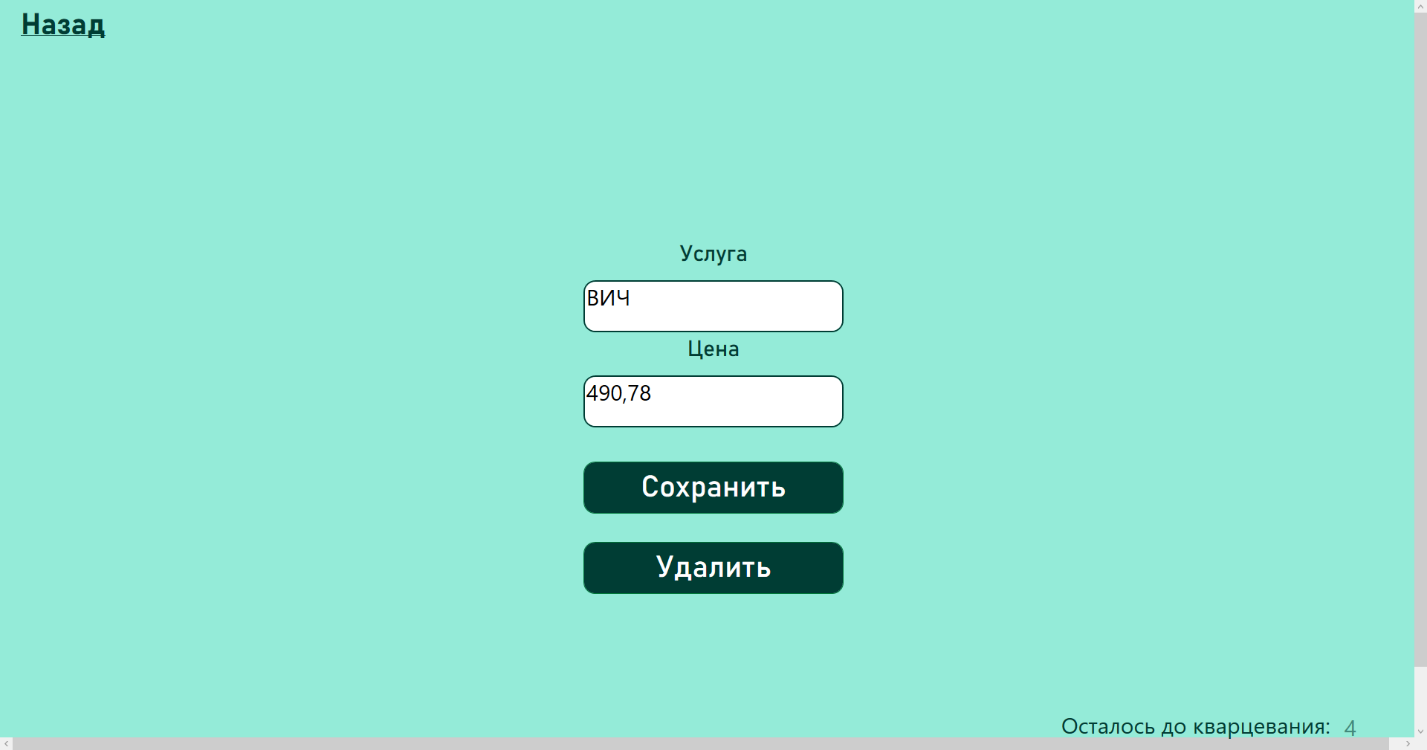 Назад
Услуга
ВИЧ
Цена
490,78
Сохранить
Удалить
Осталось до кварцевания: 4